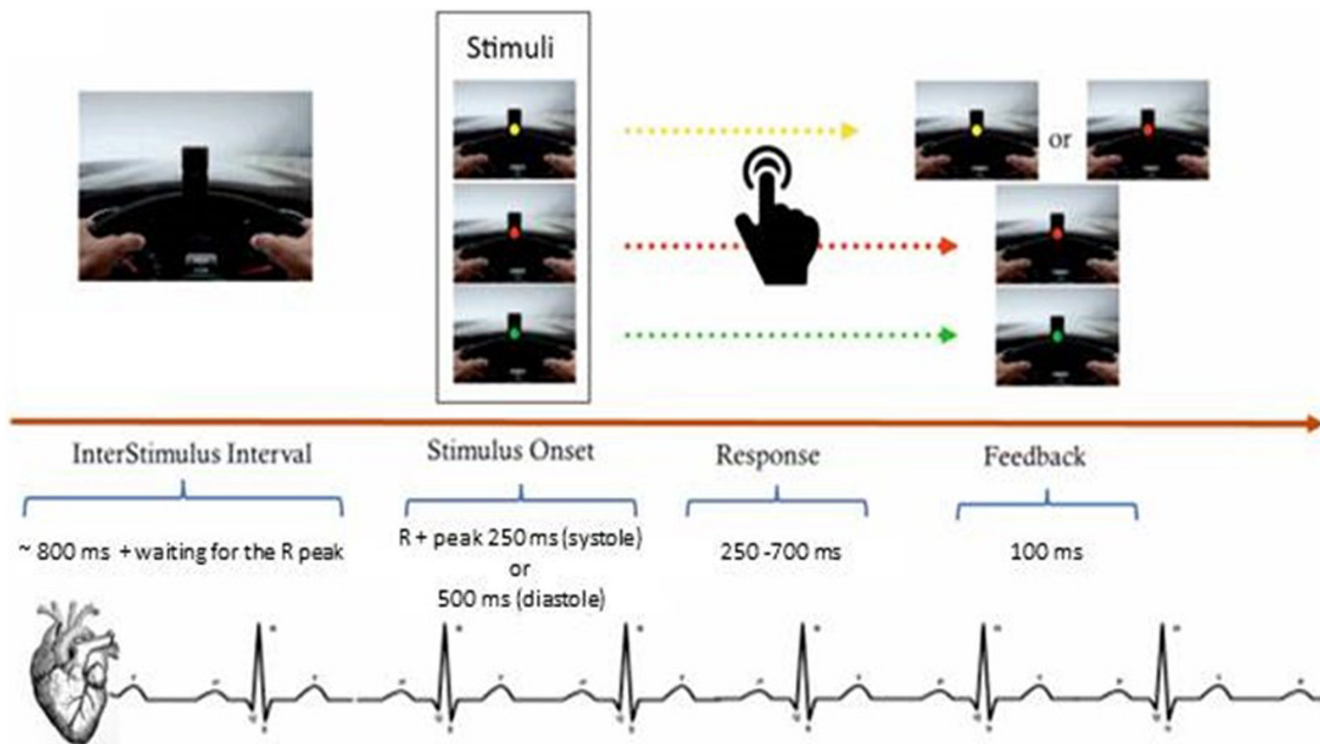 Stimuli
or
InterStimulus Interval
Stimulus Onset
Response
Feedback
~ 800 ms + waiting for the R peak
R + peak 250 ms (systole)
or
500 ms (diastole)
250 -700 ms
100 ms